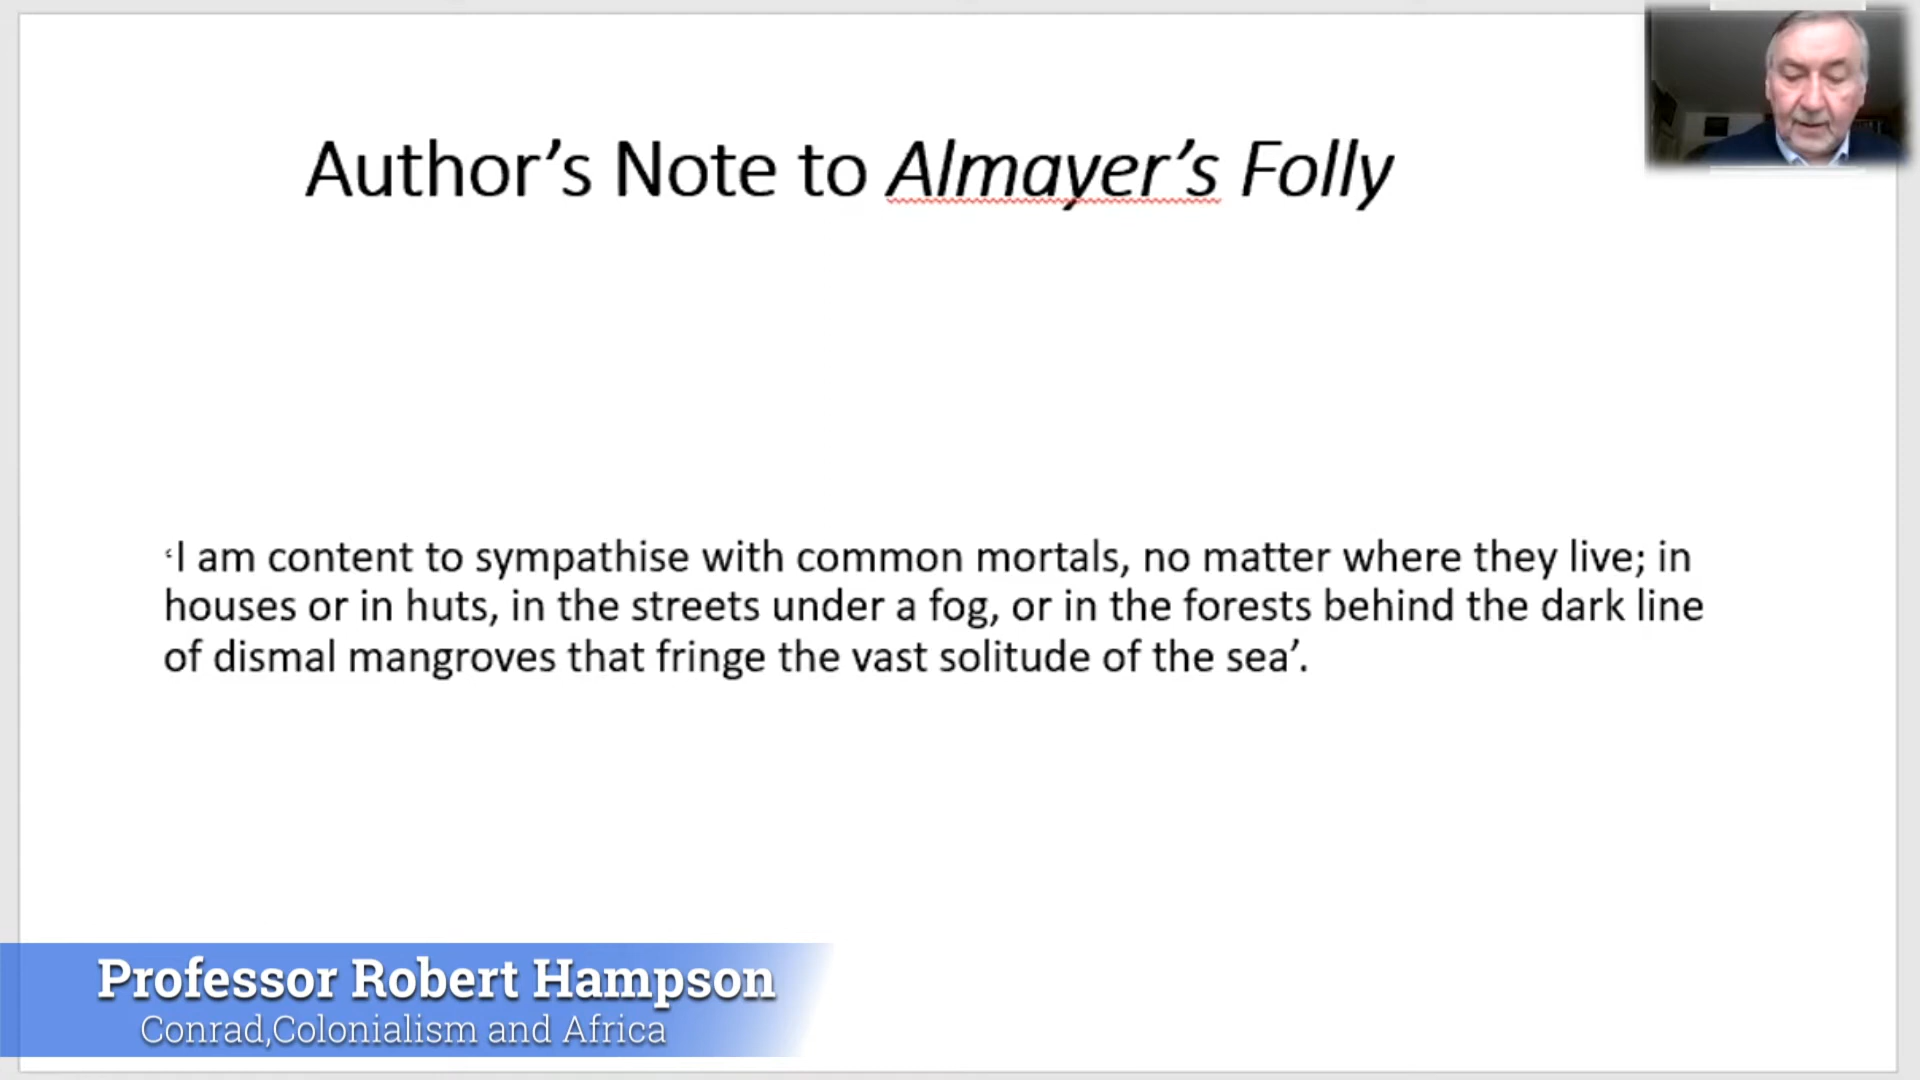 Author’s Note to Almayer’s Folly
‘I am content to sympathise with common mortals, no matter where they live; in
houses or in huts, in the streets under a fog, or in the forests behind the dark line
of dismal mangroves that fringe the vast solitude of the sea’.
Professor Robert Hampson
Conrad,Colonialism and Africa